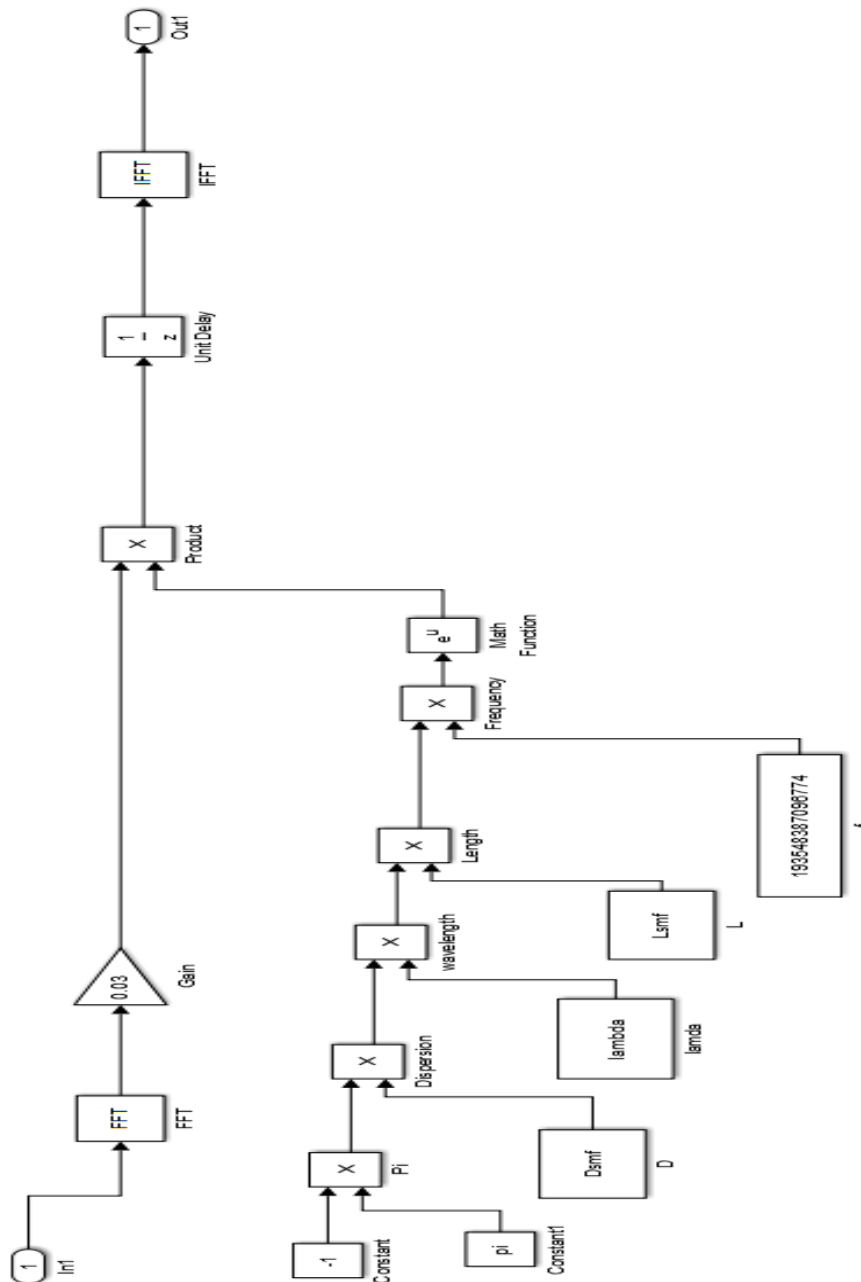 1
In1
FFT
FFT
0.03
Gain
X
Product
1
z
Unit Delay
IFFT
IFFT
1
Out1
-1
Constant
pi
Constant1
X
Pi
Dsmf
D
X
Dispersion
lambda
lamda
X
wavelength
Lsmf
L
X
Length
193548387096774
X
Frequency
e^u
Math
Function